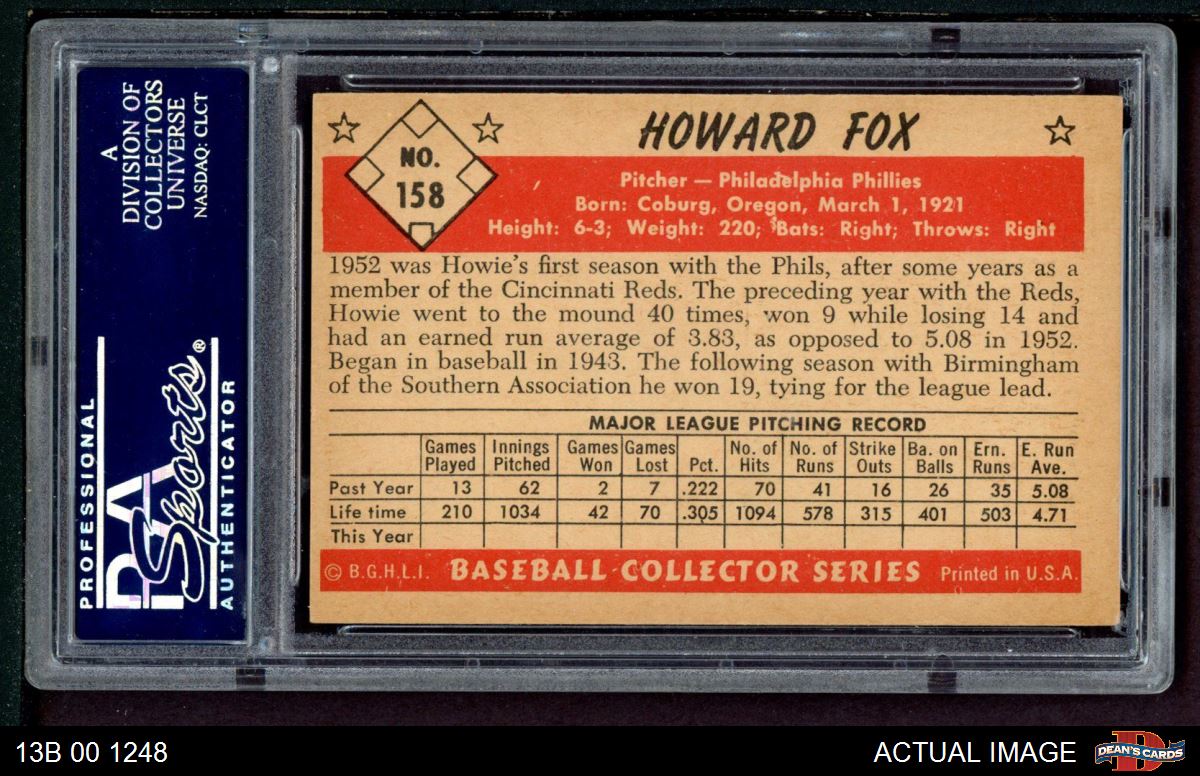 A
DIVISION OF
COLLECTORS
UNIVERSE
NASDAQ: CLCT
PROFESSIONAL
PSA
Sports®
AUTHENTICATOR
NO.
158
HOWARD FOX
Pitcher — Philadelphia Phillies
Born: Coburg, Oregon, March 1, 1921
Height: 6-3; Weight: 220; Bats: Right; Throws: Right
1952 was Howie's first season with the Phils, after some years as a
member of the Cincinnati Reds. The preceding year with the Reds,
Howie went to the mound 40 times, won 9 while losing 14 and
had an earned run average of 3.83, as opposed to 5.08 in 1952.
Began in baseball in 1943. The following season with Birmingham
of the Southern Association he won 19, tying for the league lead.
MAJOR LEAGUE PITCHING RECORD
Games Innings Games Games No. of No. of Strike Ba. on Ern. E. Run
Played Pitched Won Lost Pct. Hits Runs Outs Balls Runs Ave.
Past Year 13 62 2 7 .222 70 41 16 26 35 5.08
Life time 210 1034 42 70 .305 1094 578 315 401 503 4.71
This Year
© B.G.H.L.I. BASEBALL COLLECTOR SERIES Printed in U.S.A.
13B 00 1248
ACTUAL IMAGE
DEAN'S CARDS